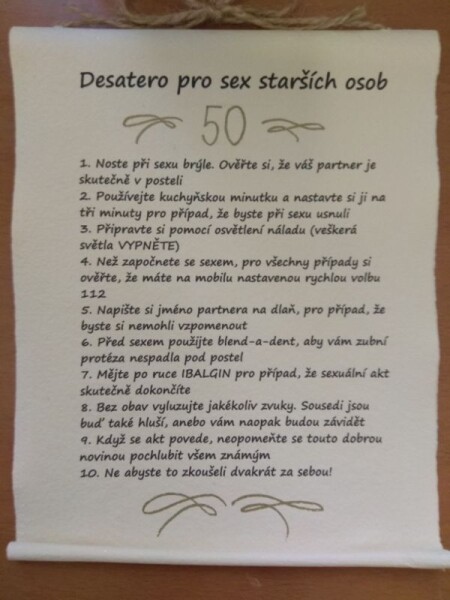 Desatero pro sex starších osob
50
1. Noste při sexu brýle. Ověřte si, že váš partner je
skutečně v posteli
2. Používejte kuchyňskou minutku a nastavte si ji na
tři minuty pro případ, že byste při sexu usnuli
3. Připravte si pomocí osvětlení náladu (veškerá
světla VYPNĚTE)
4. Než započnete se sexem, pro všechny případy si
ověřte, že máte na mobilu nastavenou rychlou volbu
112
5. Napište si jméno partnera na dlaň, pro případ, že
byste si nemohli vzpomenout
6. Před sexem použijte blend-a-dent, aby vám zubní
protéza nespadla pod postel
7. Mějte po ruce IBALGIN pro případ, že sexuální akt
skutečně dokončíte
8. Bez obav vyluzujte jakékoliv zvuky. Sousedi jsou
buď také hluší, anebo vám naopak budou závidět
9. Když se akt povede, neopomeňte se touto dobrou
novinou pochlubit všem známým
10. Ne abyste to zkoušeli dvakrát za sebou!